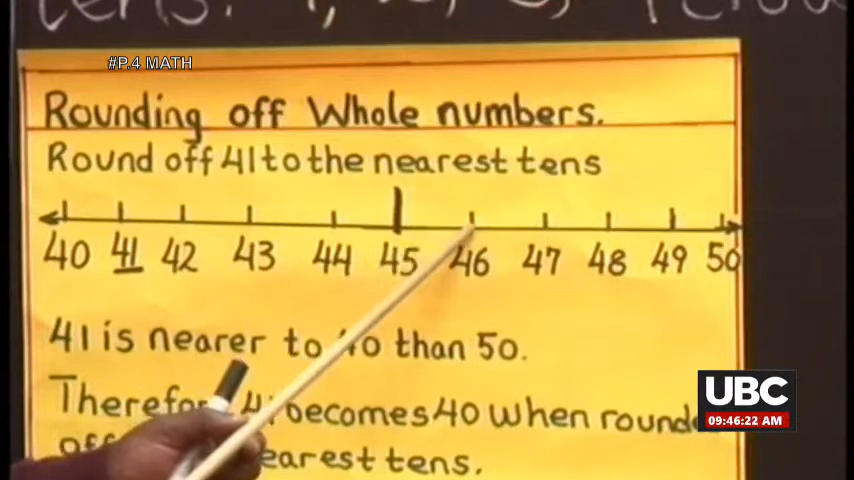 #P.4 MATH
Rounding off Whole numbers.
Round off 41 to the nearest tens
40 41 42 43 44 45 46 47 48 49 50
41 is nearer to 40 than 50.
becomes 40 when
tens.
UBC
09:46:22 AM